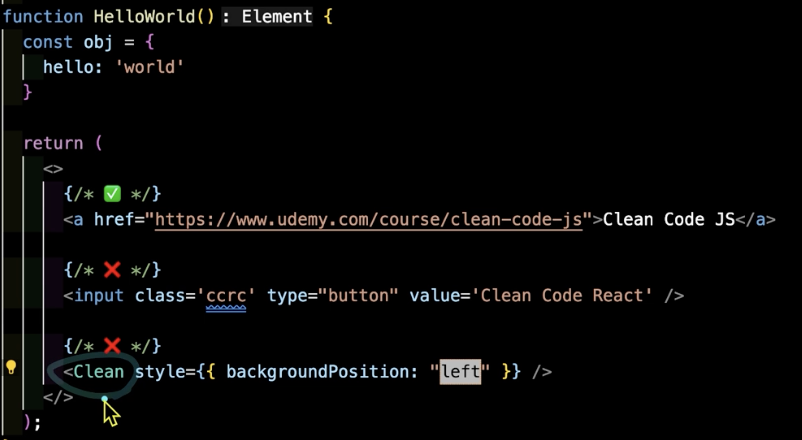 function HelloWorld(): Element {
const obj = {
hello: 'world'
}
return (
<>
{/* ✅ */}
<a href="https://www.udemy.com/course/clean-code-js">Clean Code JS</a>
{/* ❌ */}
<input class='ccrc' type="button" value='Clean Code React' />
{/* ❌ */}
<Clean style={{ backgroundPosition: "left" }} />
</>
);